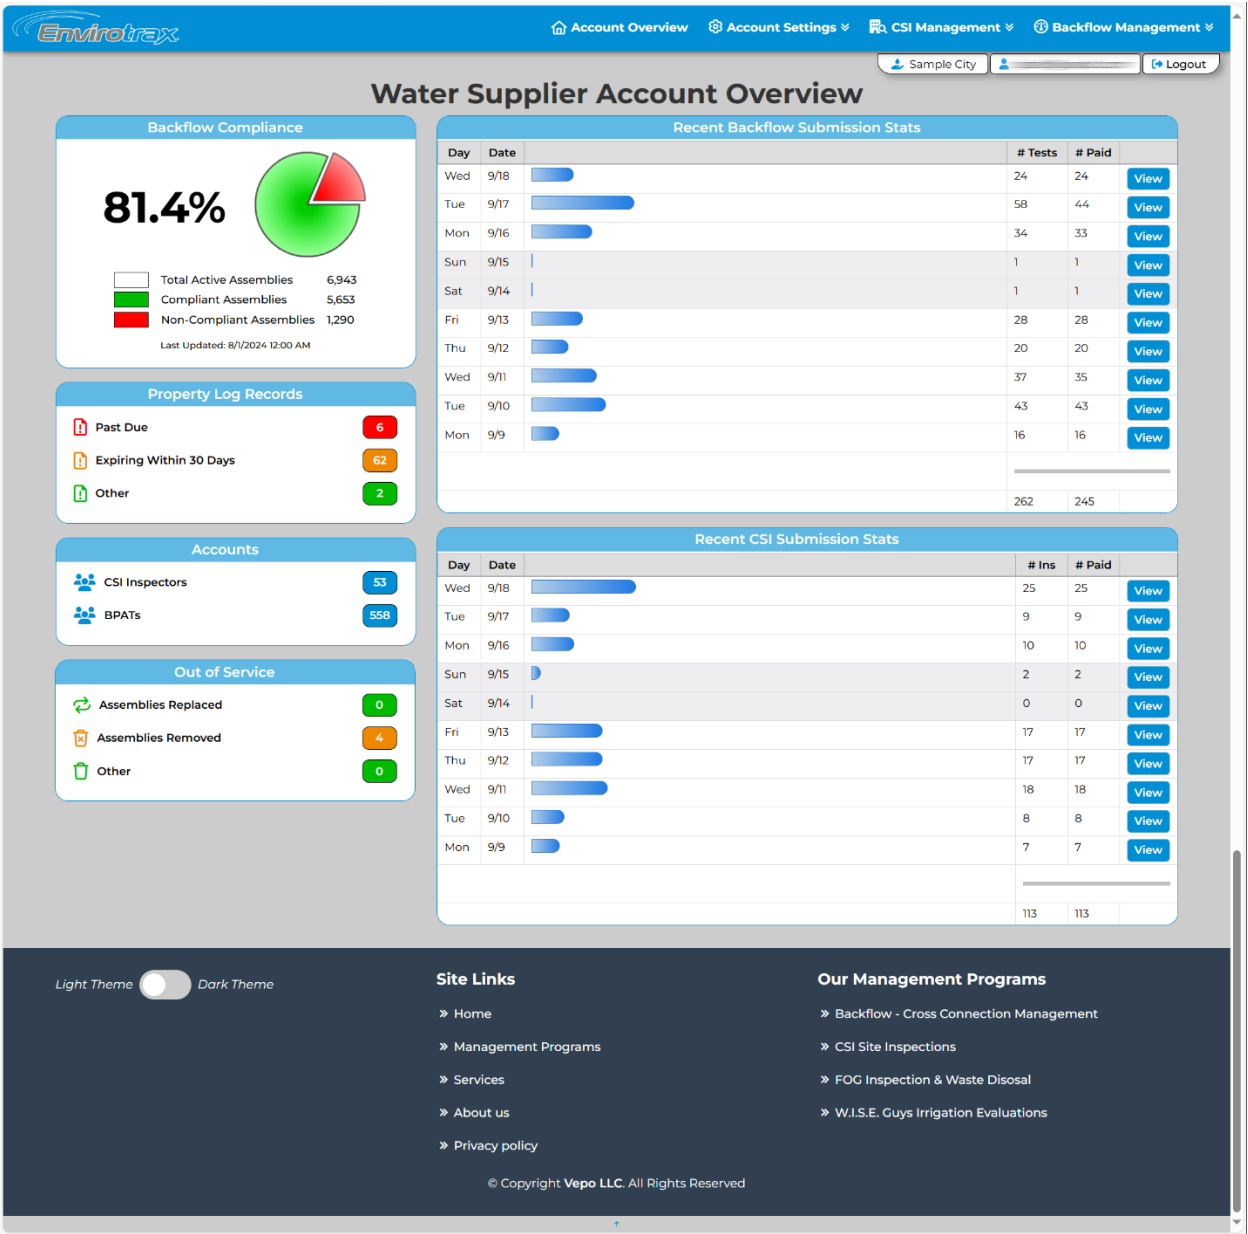 Envirotrax
Account Overview
Account Settings
CSI Management
Backflow Management
Sample City
Logout
Water Supplier Account Overview
Backflow Compliance
81.4%
Total Active Assemblies 6,943
Compliant Assemblies 5,653
Non-Compliant Assemblies 1,290
Last Updated: 8/1/2024 12:00 AM
Property Log Records
Past Due 6
Expiring Within 30 Days 62
Other 2
Accounts
CSI Inspectors 53
BPATs 558
Out of Service
Assemblies Replaced 0
Assemblies Removed 4
Other 0
Recent Backflow Submission Stats
Day Date # Tests # Paid
Wed 9/18 24 24 View
Tue 9/17 58 44 View
Mon 9/16 34 33 View
Sun 9/15 1 1 View
Sat 9/14 1 1 View
Fri 9/13 28 28 View
Thu 9/12 20 20 View
Wed 9/11 37 35 View
Tue 9/10 43 43 View
Mon 9/9 16 16 View
262 245
Recent CSI Submission Stats
Day Date # Ins # Paid
Wed 9/18 25 25 View
Tue 9/17 9 9 View
Mon 9/16 10 10 View
Sun 9/15 2 2 View
Sat 9/14 0 0 View
Fri 9/13 17 17 View
Thu 9/12 17 17 View
Wed 9/11 18 18 View
Tue 9/10 8 8 View
Mon 9/9 7 7 View
113 113
Light Theme Dark Theme
Site Links
» Home
» Management Programs
» Services
» About us
» Privacy policy
Our Management Programs
» Backflow - Cross Connection Management
» CSI Site Inspections
» FOG Inspection & Waste Disosal
» W.I.S.E. Guys Irrigation Evaluations
© Copyright Vepo LLC. All Rights Reserved